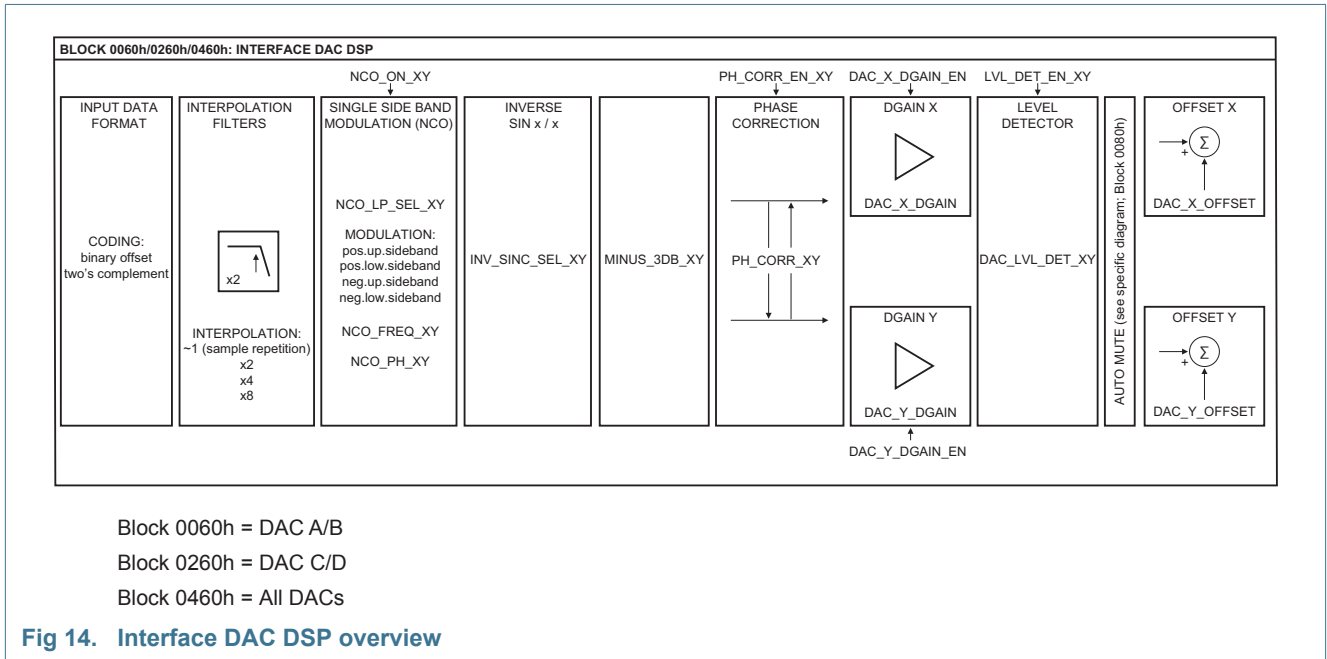 BLOCK 0060h/0260h/0460h: INTERFACE DAC DSP
NCO_ON_XY
PH_CORR_EN_XY
DAC_X_DGAIN_EN
LVL_DET_EN_XY
INPUT DATA
FORMAT
CODING:
binary offset
two's complement
INTERPOLATION
FILTERS
x2
INTERPOLATION:
~1 (sample repetition)
x2
x4
x8
SINGLE SIDE BAND
MODULATION (NCO)
NCO_LP_SEL_XY
MODULATION:
pos.up.sideband
pos.low.sideband
neg.up.sideband
neg.low.sideband
NCO_FREQ_XY
NCO_PH_XY
INVERSE
SIN x / x
INV_SINC_SEL_XY
MINUS_3DB_XY
PHASE
CORRECTION
PH_CORR_XY
DGAIN X
DAC_X_DGAIN
DGAIN Y
DAC_Y_DGAIN
DAC_Y_DGAIN_EN
LEVEL
DETECTOR
DAC_LVL_DET_XY
AUTO MUTE (see specific diagram; Block 0080h)
OFFSET X
Σ
+
DAC_X_OFFSET
OFFSET Y
Σ
+
DAC_Y_OFFSET
Block 0060h = DAC A/B
Block 0260h = DAC C/D
Block 0460h = All DACs
Fig 14. Interface DAC DSP overview